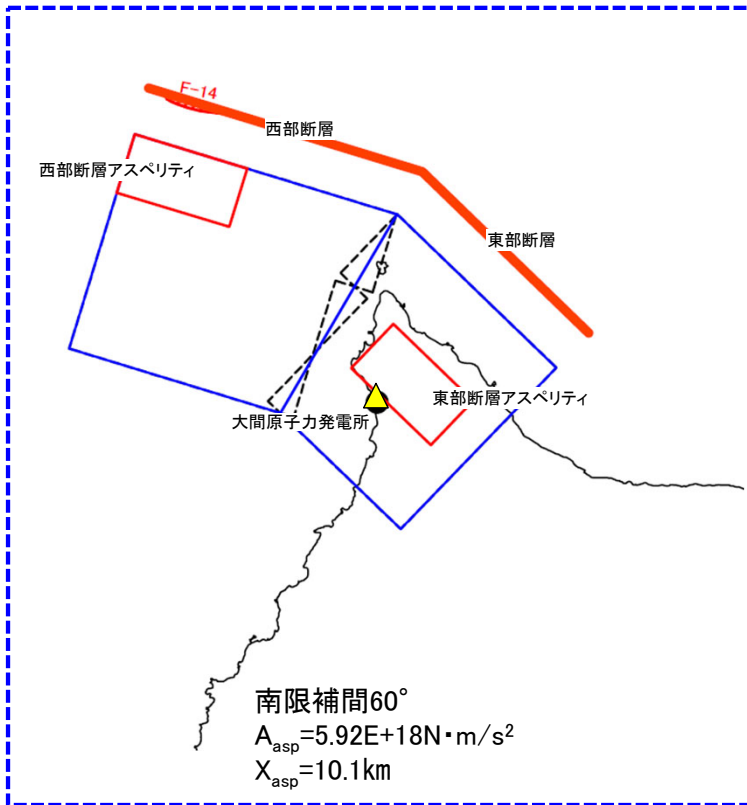 F-14
西部断層
西部断層アスペリティ
東部断層
東部断層アスペリティ
大間原子力発電所
南限補間60°
Aasp=5.92E+18N・m/s²
Xasp=10.1km